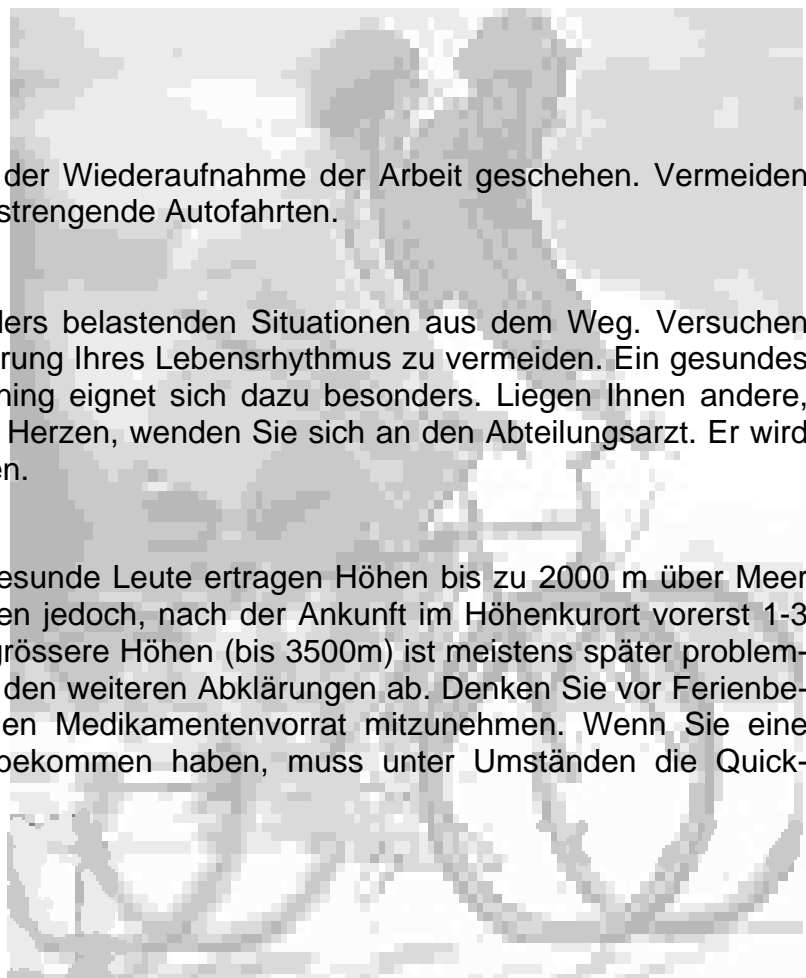 der Wiederaufnahme der Arbeit geschehen. Vermeiden
strengende Autofahrten.
ders belastenden Situationen aus dem Weg. Versuchen
rung Ihres Lebensrhythmus zu vermeiden. Ein gesundes
ning eignet sich dazu besonders. Liegen Ihnen andere,
Herzen, wenden Sie sich an den Abteilungsarzt. Er wird
en.
esunde Leute ertragen Höhen bis zu 2000 m über Meer
en jedoch, nach der Ankunft im Höhenkurort vorerst 1-3
grössere Höhen (bis 3500m) ist meistens später problem-
den weiteren Abklärungen ab. Denken Sie vor Ferienbe-
en Medikamentenvorrat mitzunehmen. Wenn Sie eine
bekommen haben, muss unter Umständen die Quick-